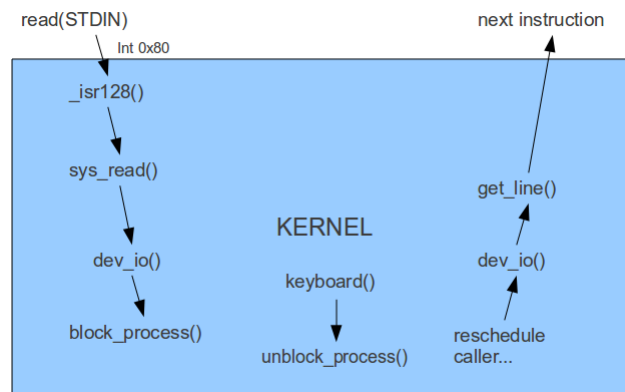 read(STDIN)
Int 0x80
next instruction
_isr128()
sys_read()
get_line()
KERNEL
dev_io()
dev_io()
keyboard()
block_process()
unblock_process()
reschedule
caller...